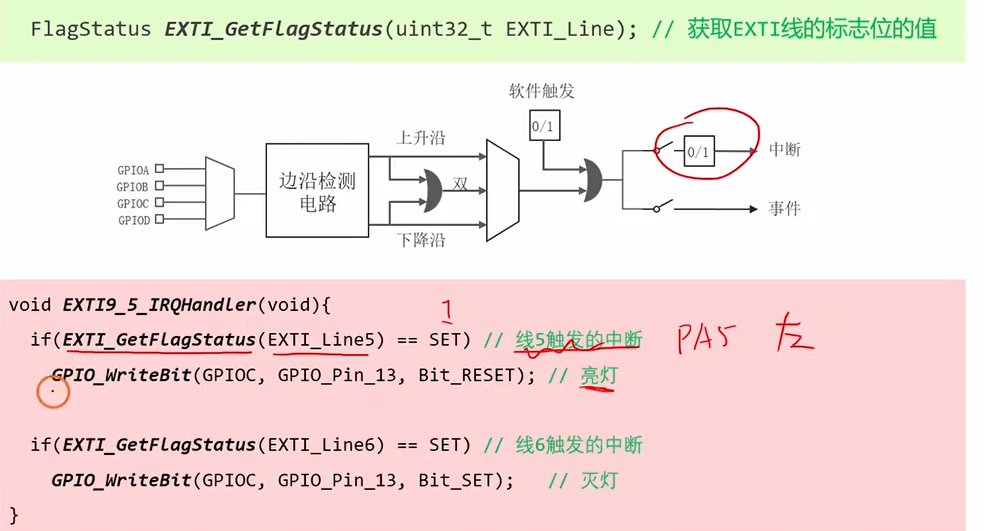 FlagStatus EXTI_GetFlagStatus(uint32_t EXTI_Line); // 获取EXTI线的标志位的值
软件触发
0/1
上升沿
0/1
中断
GPIOA
GPIOB
GPIOC
GPIOD
边沿检测
电路
双
下降沿
事件
void EXTI9_5_IRQHandler(void){
1
if(EXTI_GetFlagStatus(EXTI_Line5) == SET) // 线5触发的中断 PA5 左
GPIO_WriteBit(GPIOC, GPIO_Pin_13, Bit_RESET); // 亮灯
if(EXTI_GetFlagStatus(EXTI_Line6) == SET) // 线6触发的中断
GPIO_WriteBit(GPIOC, GPIO_Pin_13, Bit_SET); // 灭灯
}